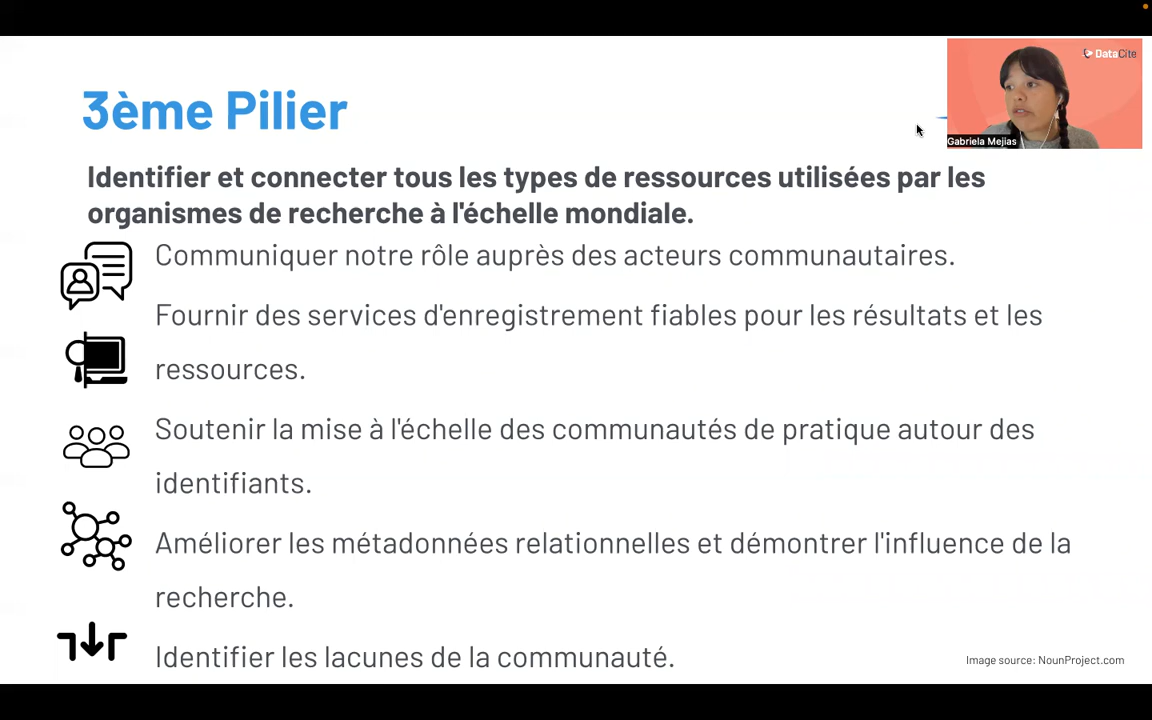 DataCite
3ème Pilier
Gabriela Mejias
Identifier et connecter tous les types de ressources utilisées par les
organismes de recherche à l'échelle mondiale.
Communiquer notre rôle auprès des acteurs communautaires.
Fournir des services d'enregistrement fiables pour les résultats et les
ressources.
Soutenir la mise à l'échelle des communautés de pratique autour des
identifiants.
Améliorer les métadonnées relationnelles et démontrer l'influence de la
recherche.
Identifier les lacunes de la communauté.
Image source: NounProject.com